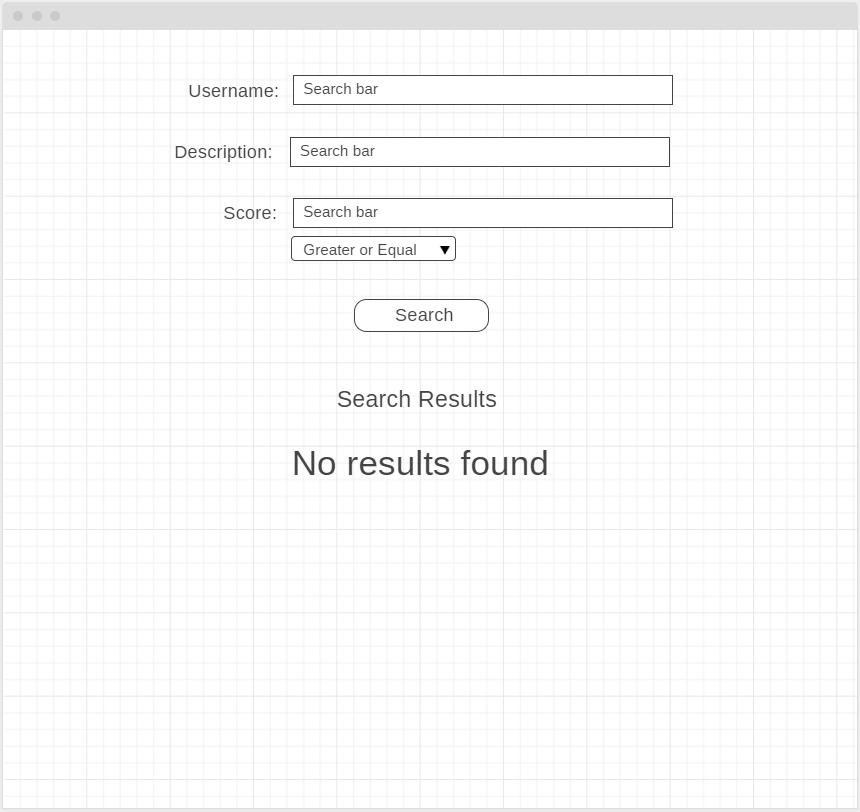 Username: Search bar
Description: Search bar
Score: Search bar
Greater or Equal
Search
Search Results
No results found